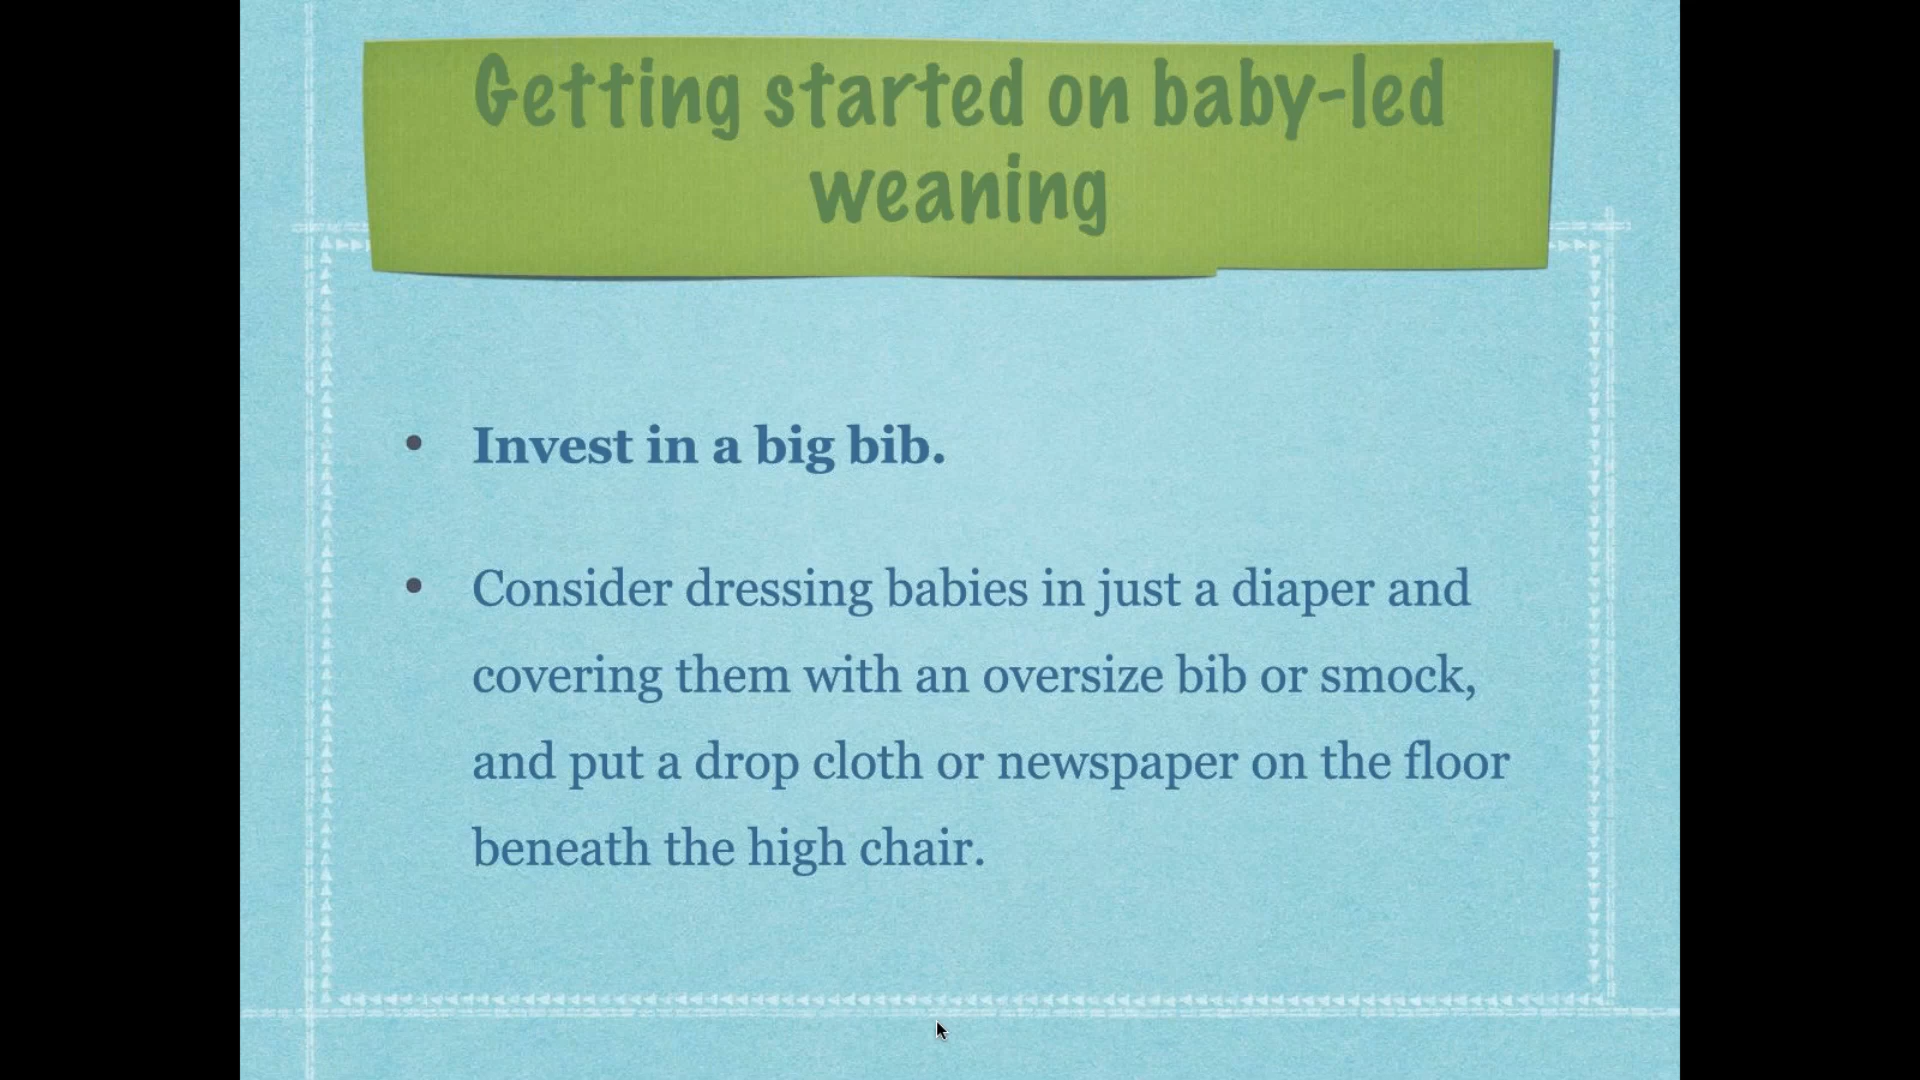 Getting started on baby-led
weaning
• Invest in a big bib.
• Consider dressing babies in just a diaper and
covering them with an oversize bib or smock,
and put a drop cloth or newspaper on the floor
beneath the high chair.